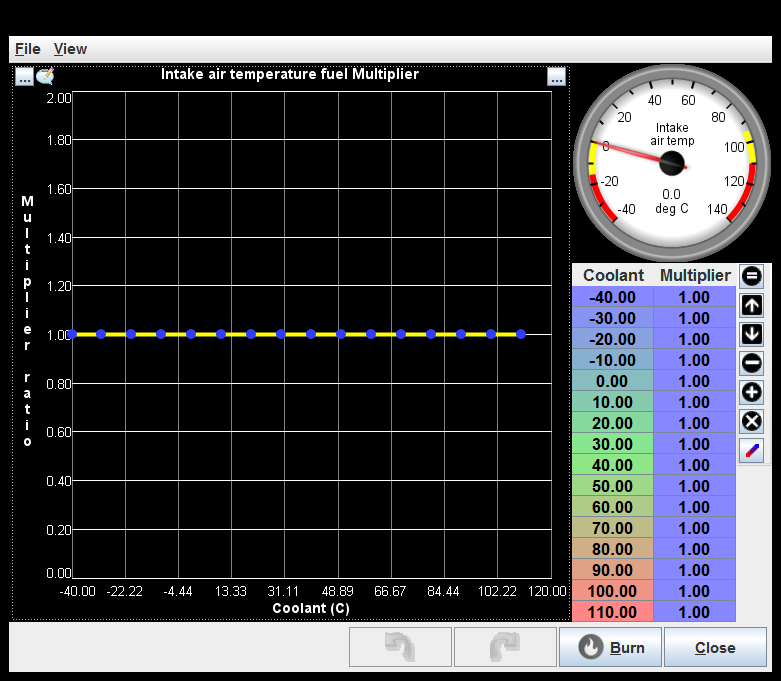 File View
... Intake air temperature fuel Multiplier ...
2.00
1.80
1.60
1.40
1.20
1.00
0.80
0.60
0.40
0.20
0.00
Multiplier ratio
-40.00 -22.22 -4.44 13.33 31.11 48.89 66.67 84.44 102.22 120.00
Coolant (C)
-40 -20 0 20 40 60 80 100 120 140
Intake
air temp
0.0
deg C
Coolant Multiplier
-40.00 1.00
-30.00 1.00
-20.00 1.00
-10.00 1.00
0.00 1.00
10.00 1.00
20.00 1.00
30.00 1.00
40.00 1.00
50.00 1.00
60.00 1.00
70.00 1.00
80.00 1.00
90.00 1.00
100.00 1.00
110.00 1.00
Burn Close